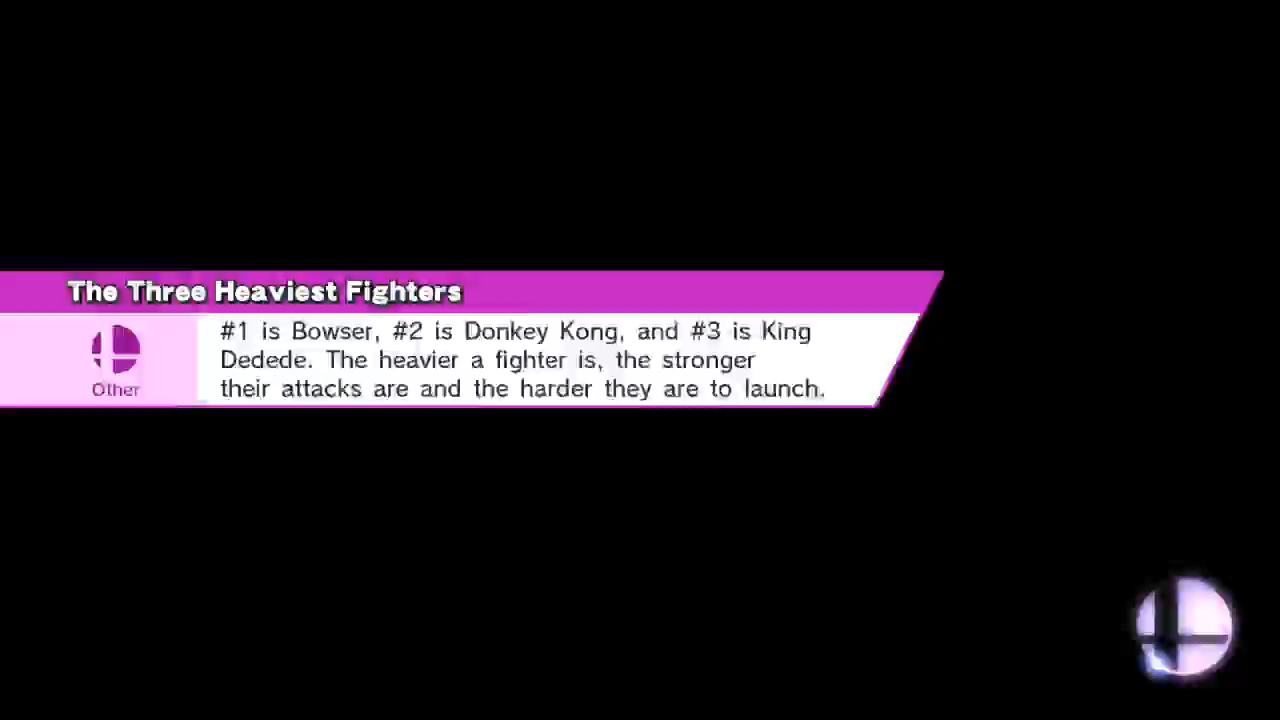 The Three Heaviest Fighters
#1 is Bowser, #2 is Donkey Kong, and #3 is King
Dedede. The heavier a fighter is, the stronger
their attacks are and the harder they are to launch.
Other